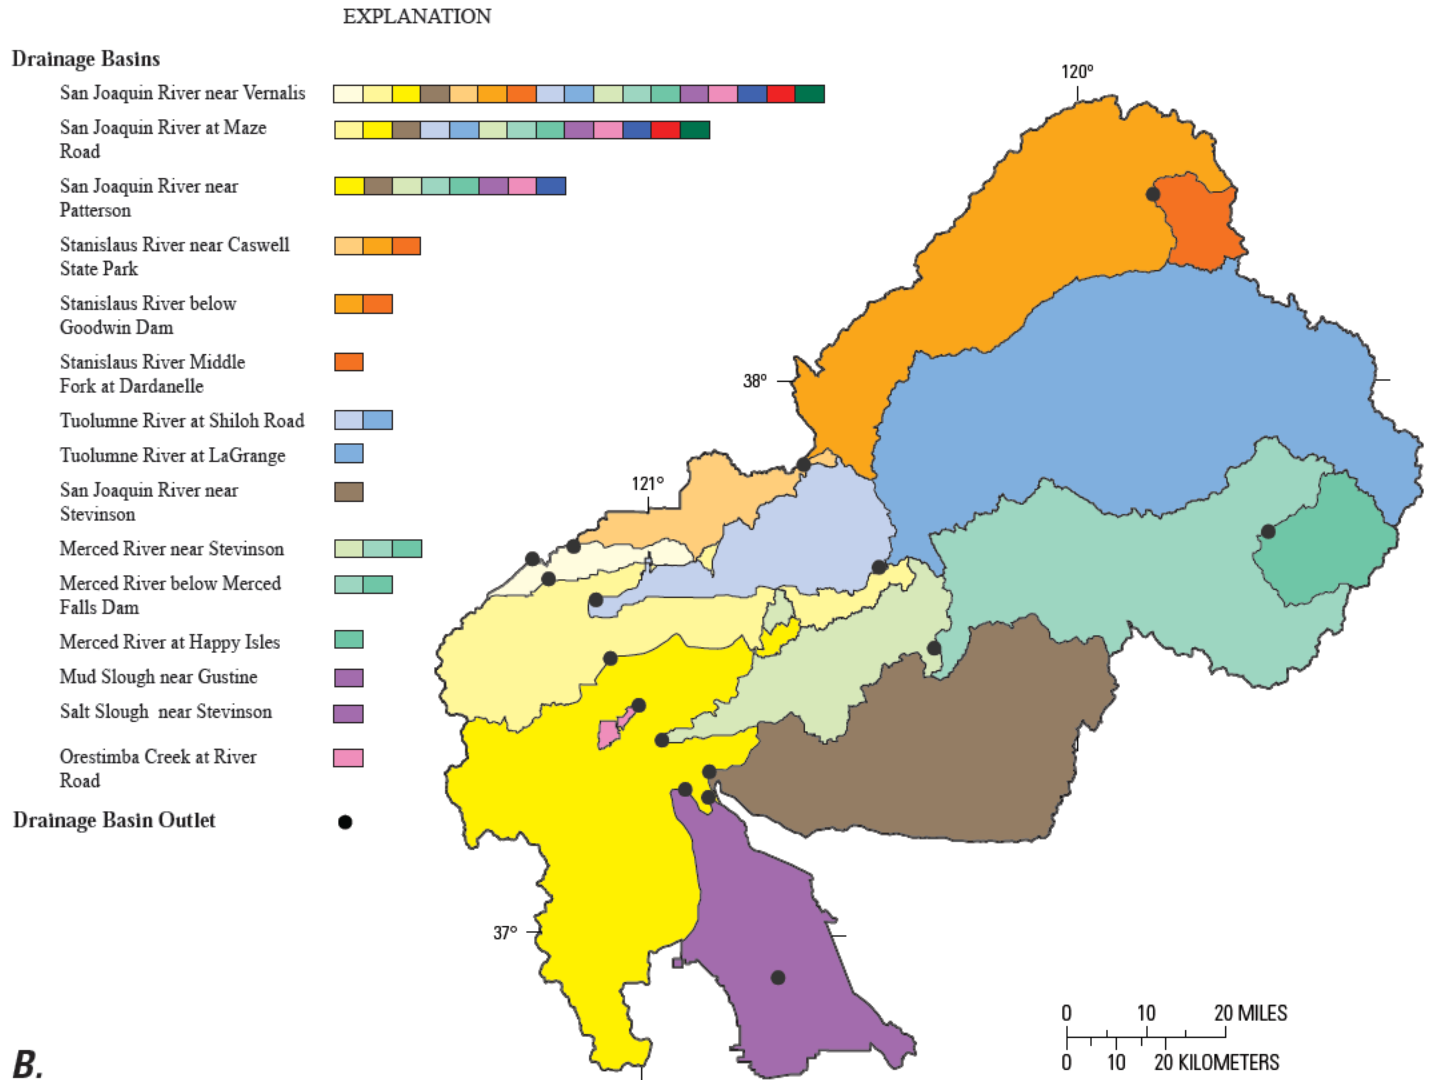 EXPLANATION
Drainage Basins
San Joaquin River near Vernalis
San Joaquin River at Maze
Road
San Joaquin River near
Patterson
Stanislaus River near Caswell
State Park
Stanislaus River below
Goodwin Dam
Stanislaus River Middle
Fork at Dardanelle
Tuolumne River at Shiloh Road
Tuolumne River at LaGrange
San Joaquin River near
Stevinson
Merced River near Stevinson
Merced River below Merced
Falls Dam
Merced River at Happy Isles
Mud Slough near Gustine
Salt Slough near Stevinson
Orestimba Creek at River
Road
Drainage Basin Outlet
120°
38°
121°
37°
0 10 20 MILES
0 10 20 KILOMETERS
B.